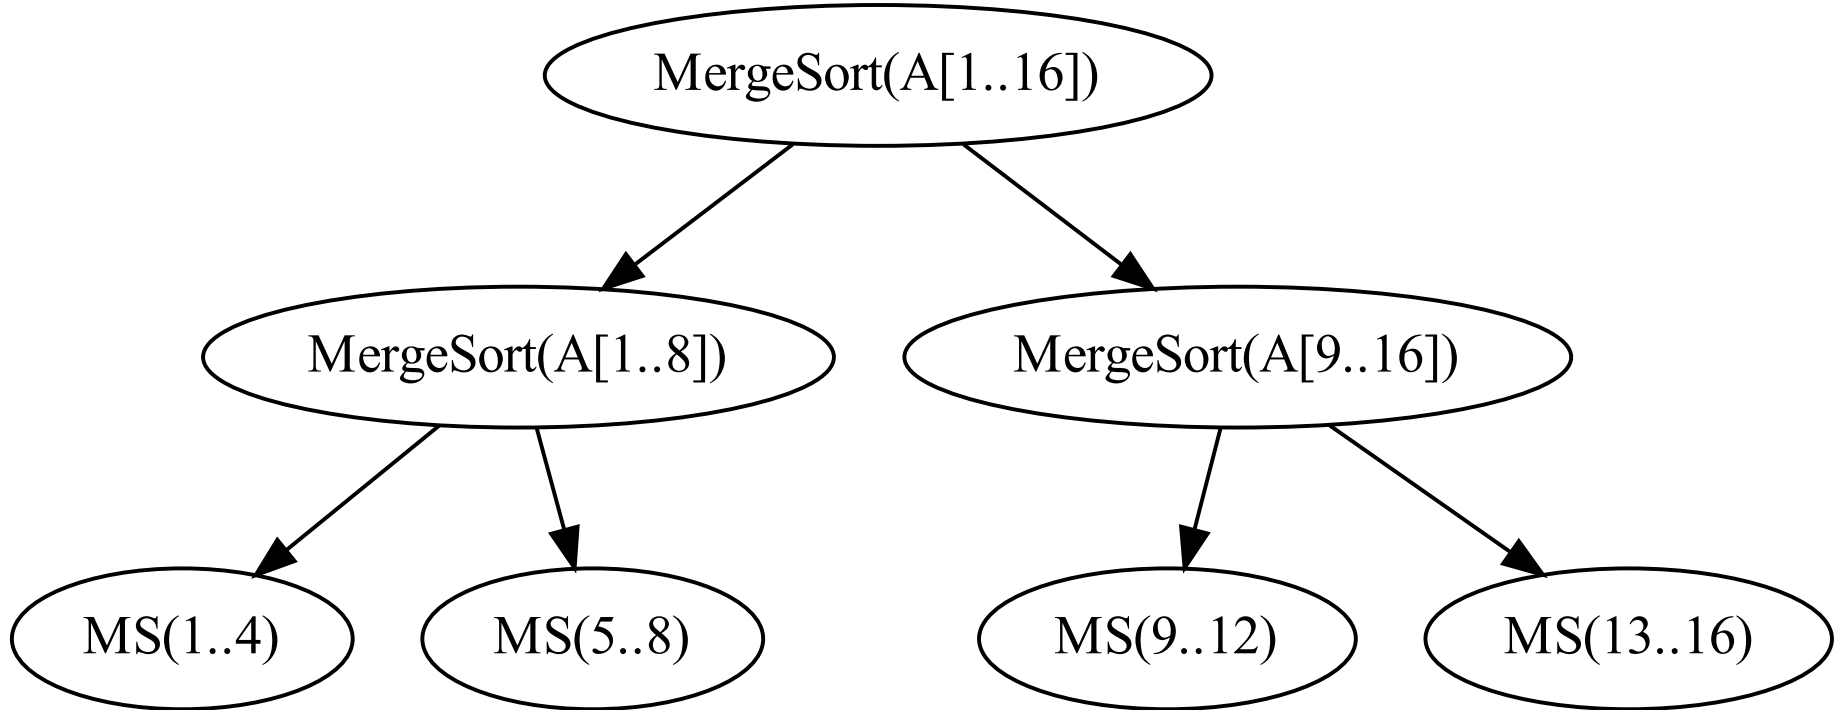 MergeSort(A[1..16])
MergeSort(A[1..8])
MergeSort(A[9..16])
MS(1..4)
MS(5..8)
MS(9..12)
MS(13..16)